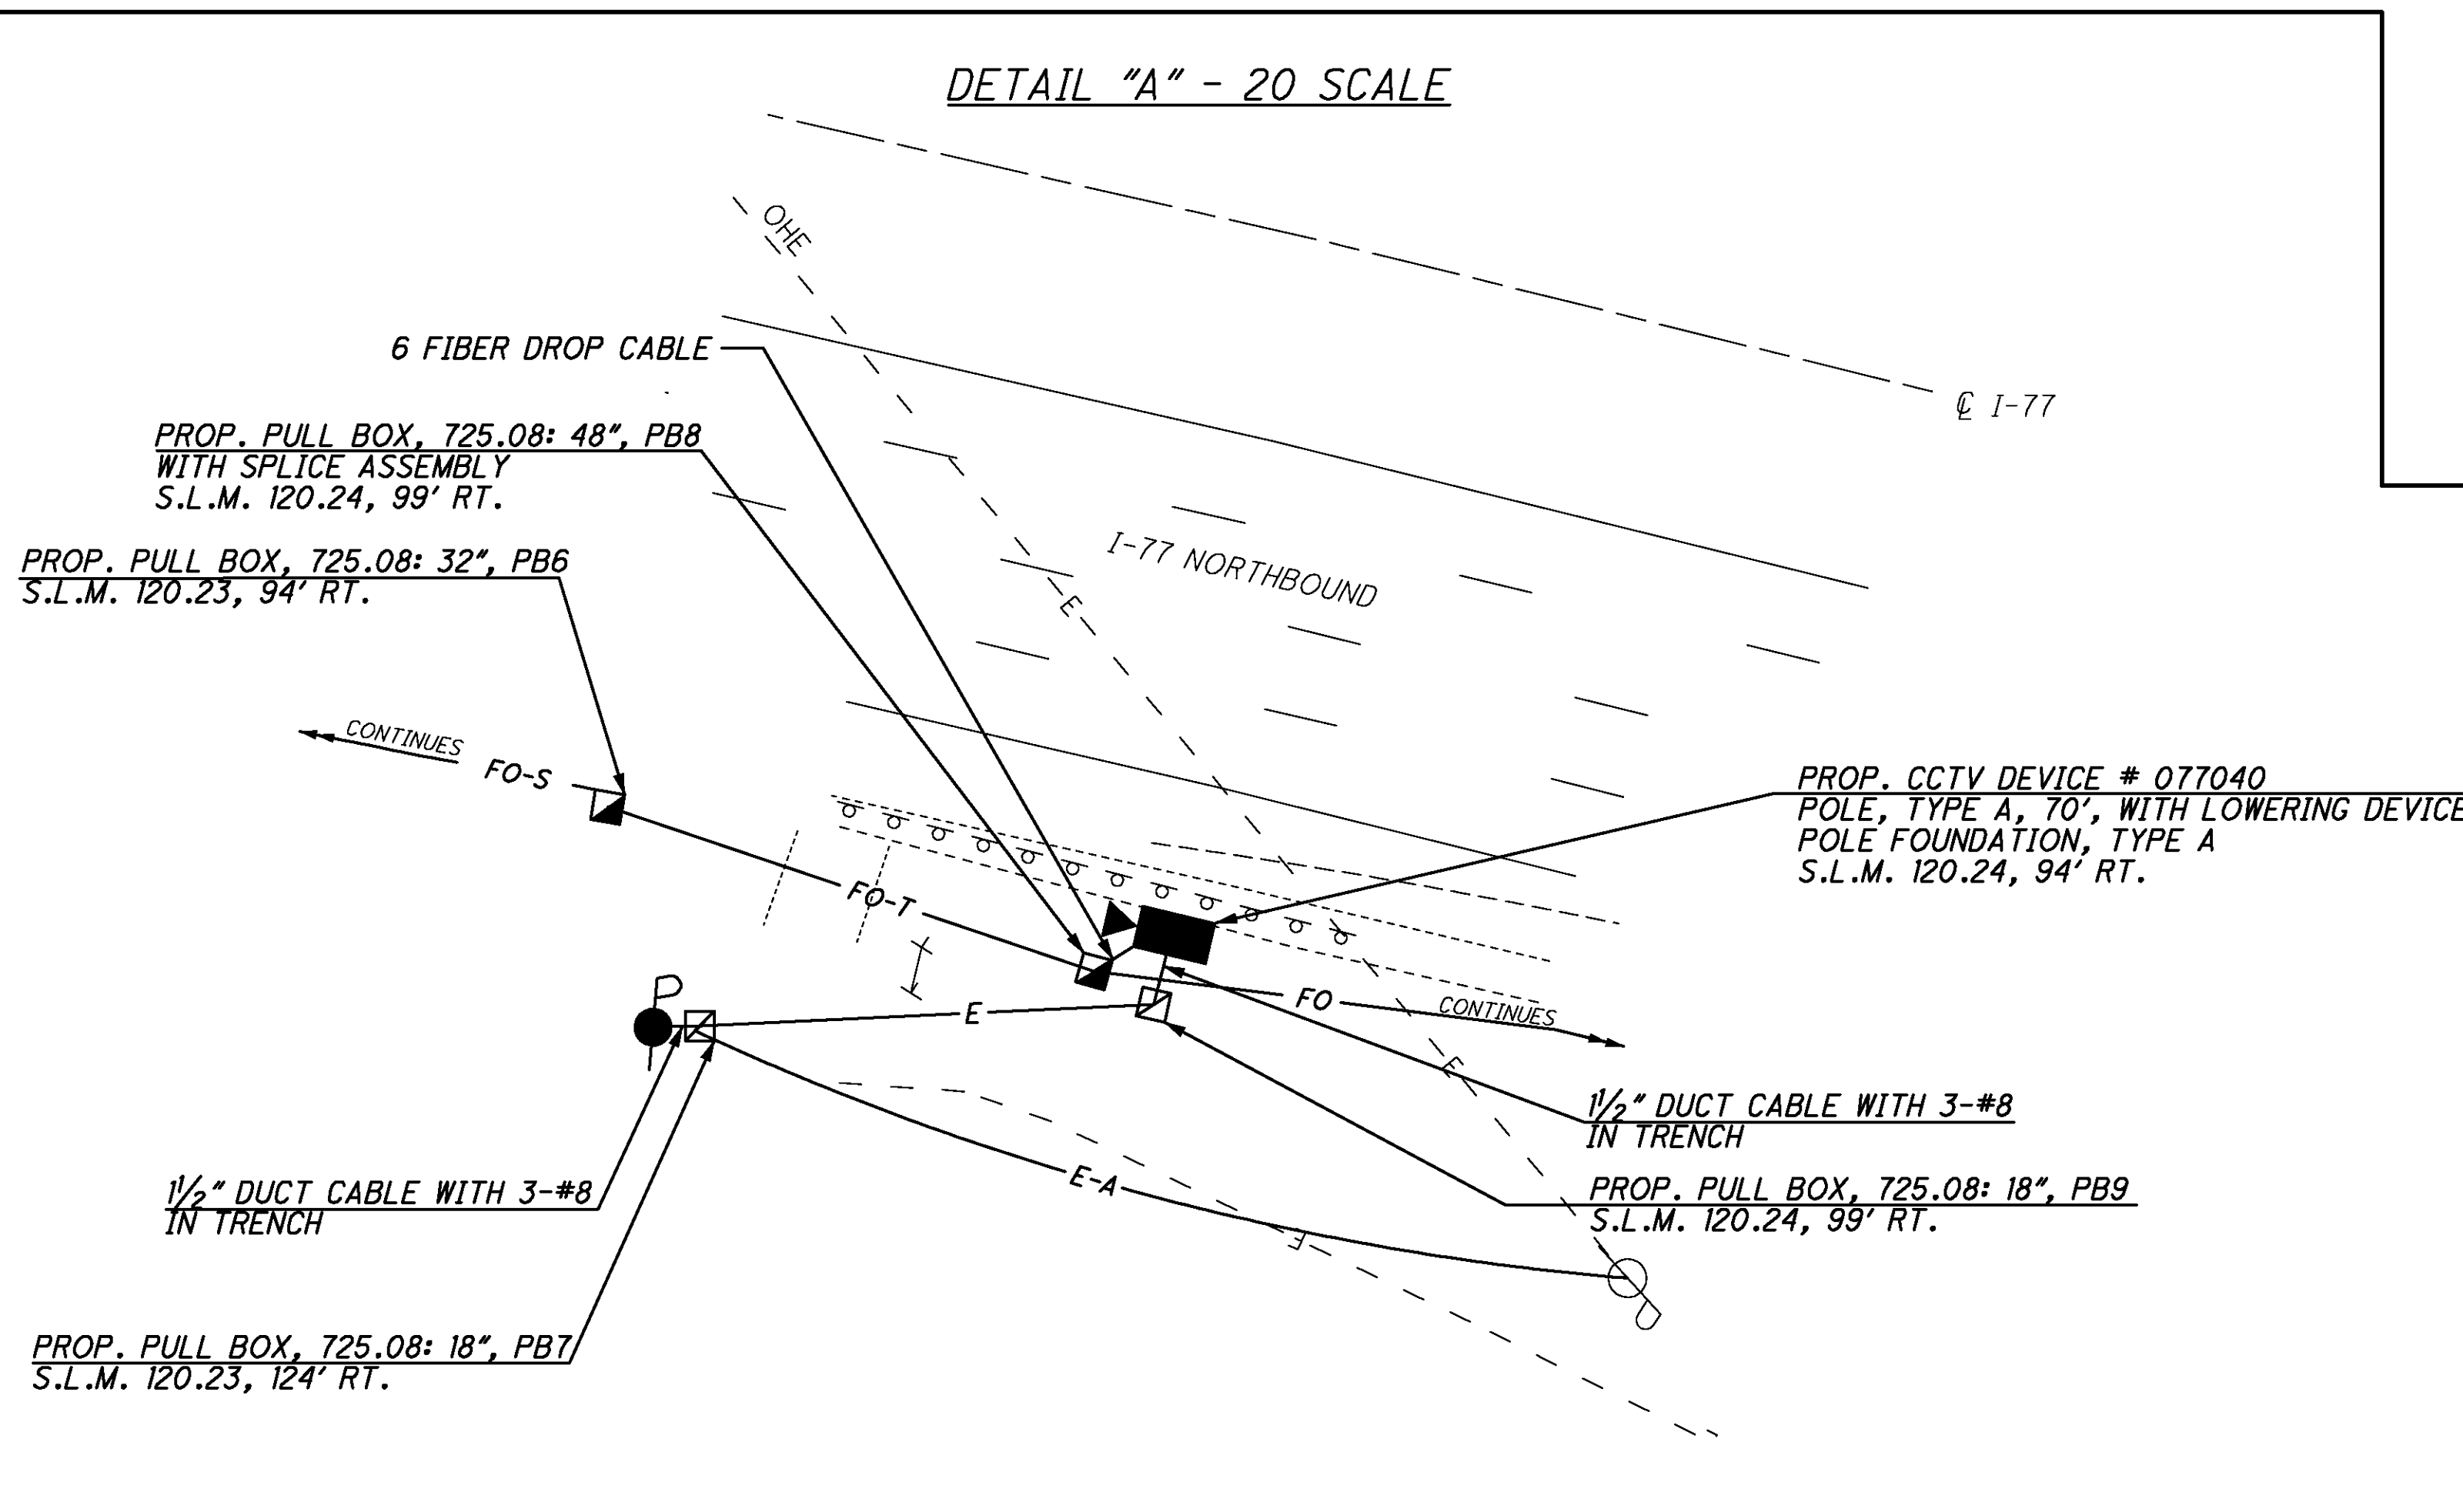 DETAIL "A" - 20 SCALE
OHE
6 FIBER DROP CABLE
℄ I-77
PROP. PULL BOX, 725.08: 48", PB8
WITH SPLICE ASSEMBLY
S.L.M. 120.24, 99' RT.
PROP. PULL BOX, 725.08: 32", PB6
S.L.M. 120.23, 94' RT.
I-77 NORTHBOUND
E
CONTINUES
FO-S
PROP. CCTV DEVICE # 077040
POLE, TYPE A, 70', WITH LOWERING DEVICE
POLE FOUNDATION, TYPE A
S.L.M. 120.24, 94' RT.
FO-T
E
FO
CONTINUES
E
1½" DUCT CABLE WITH 3-#8
IN TRENCH
E-A
1½" DUCT CABLE WITH 3-#8
IN TRENCH
PROP. PULL BOX, 725.08: 18", PB9
S.L.M. 120.24, 99' RT.
E
PROP. PULL BOX, 725.08: 18", PB7
S.L.M. 120.23, 124' RT.